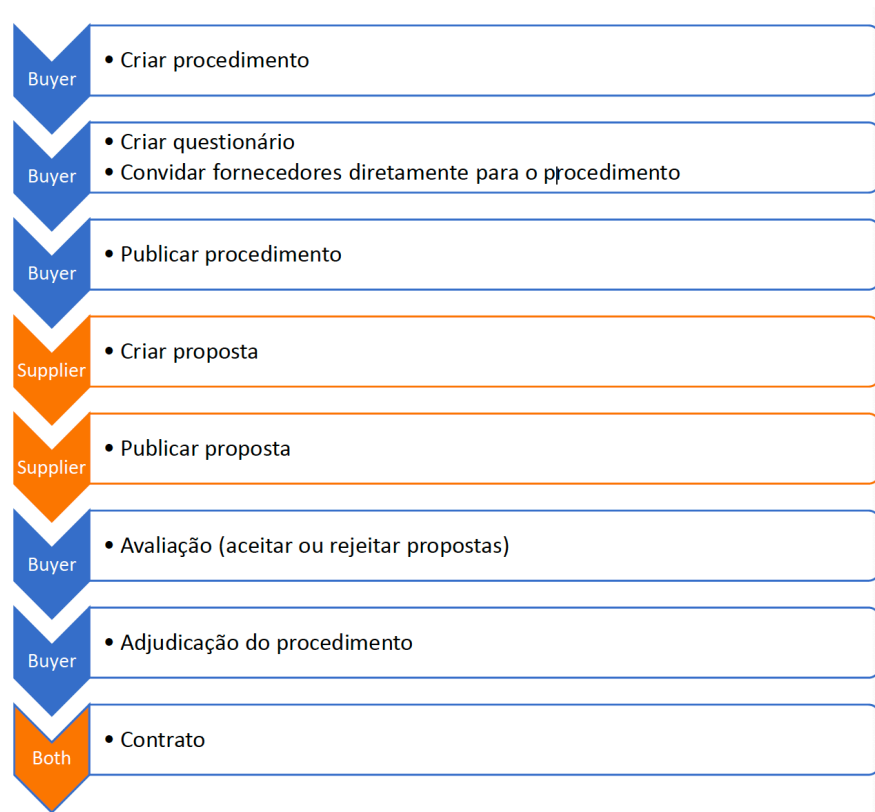 Buyer
• Criar procedimento
Buyer
• Criar questionário
• Convidar fornecedores diretamente para o procedimento
Buyer
• Publicar procedimento
Supplier
• Criar proposta
Supplier
• Publicar proposta
Buyer
• Avaliação (aceitar ou rejeitar propostas)
Buyer
• Adjudicação do procedimento
Both
• Contrato